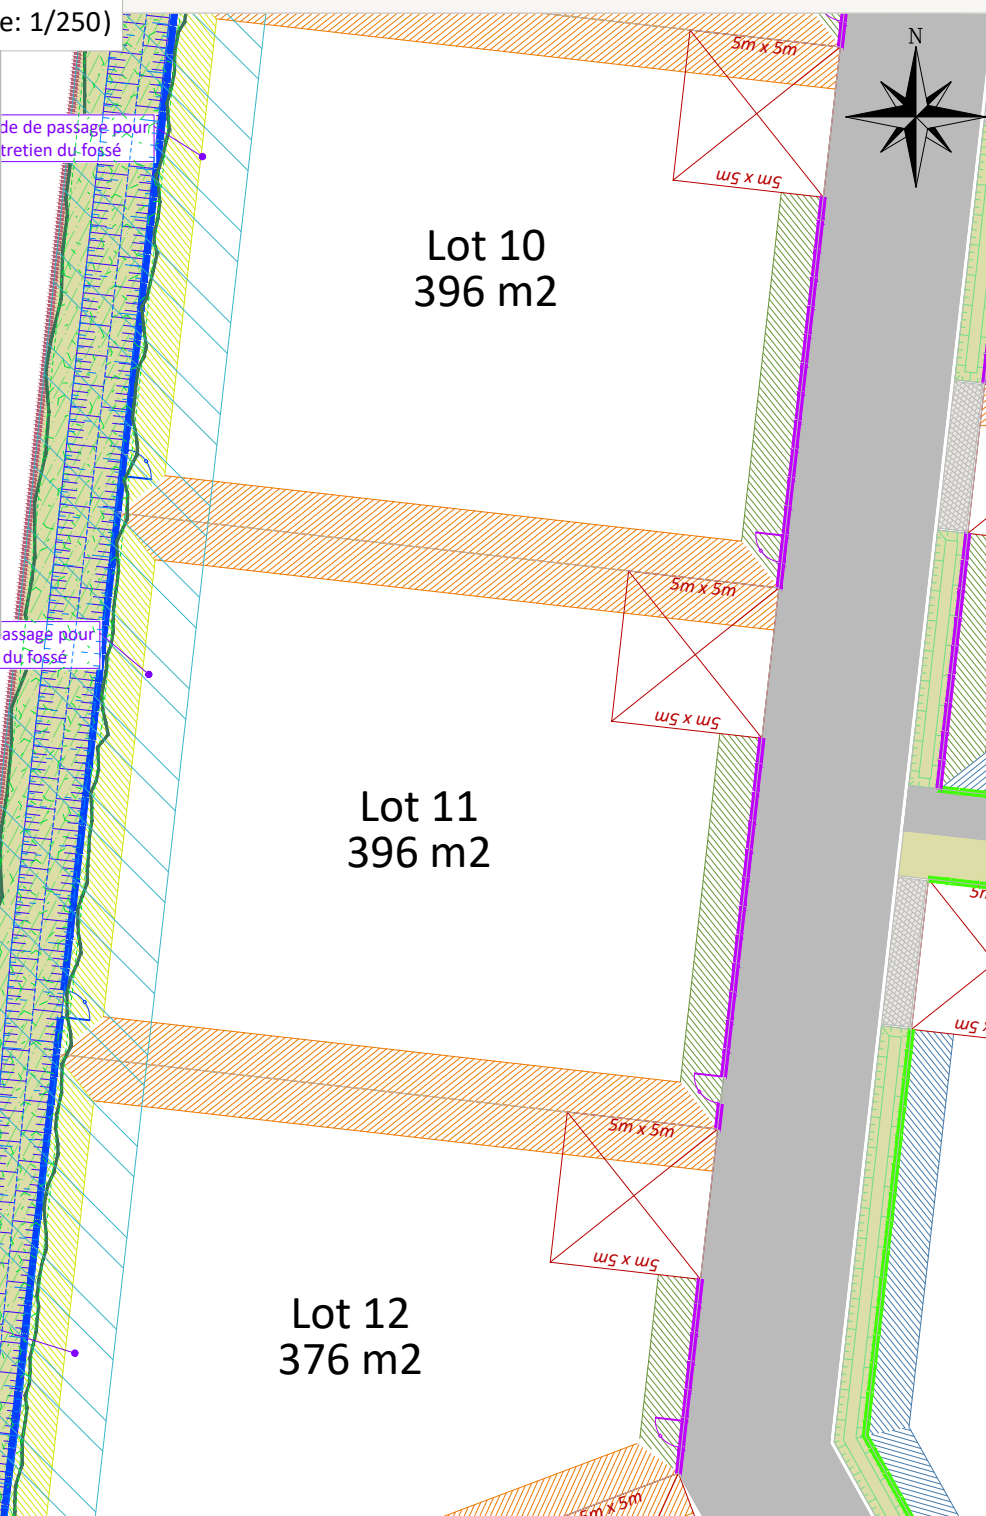 e: 1/250)
N
5m x 5m
de de passage pour
tretien du fossé
5m x 5m
Lot 10
396 m2
5m x 5m
assage pour
du fossé
5m x 5m
Lot 11
396 m2
5m
5m x
5m x 5m
5m x 5m
Lot 12
376 m2
5m x 5m